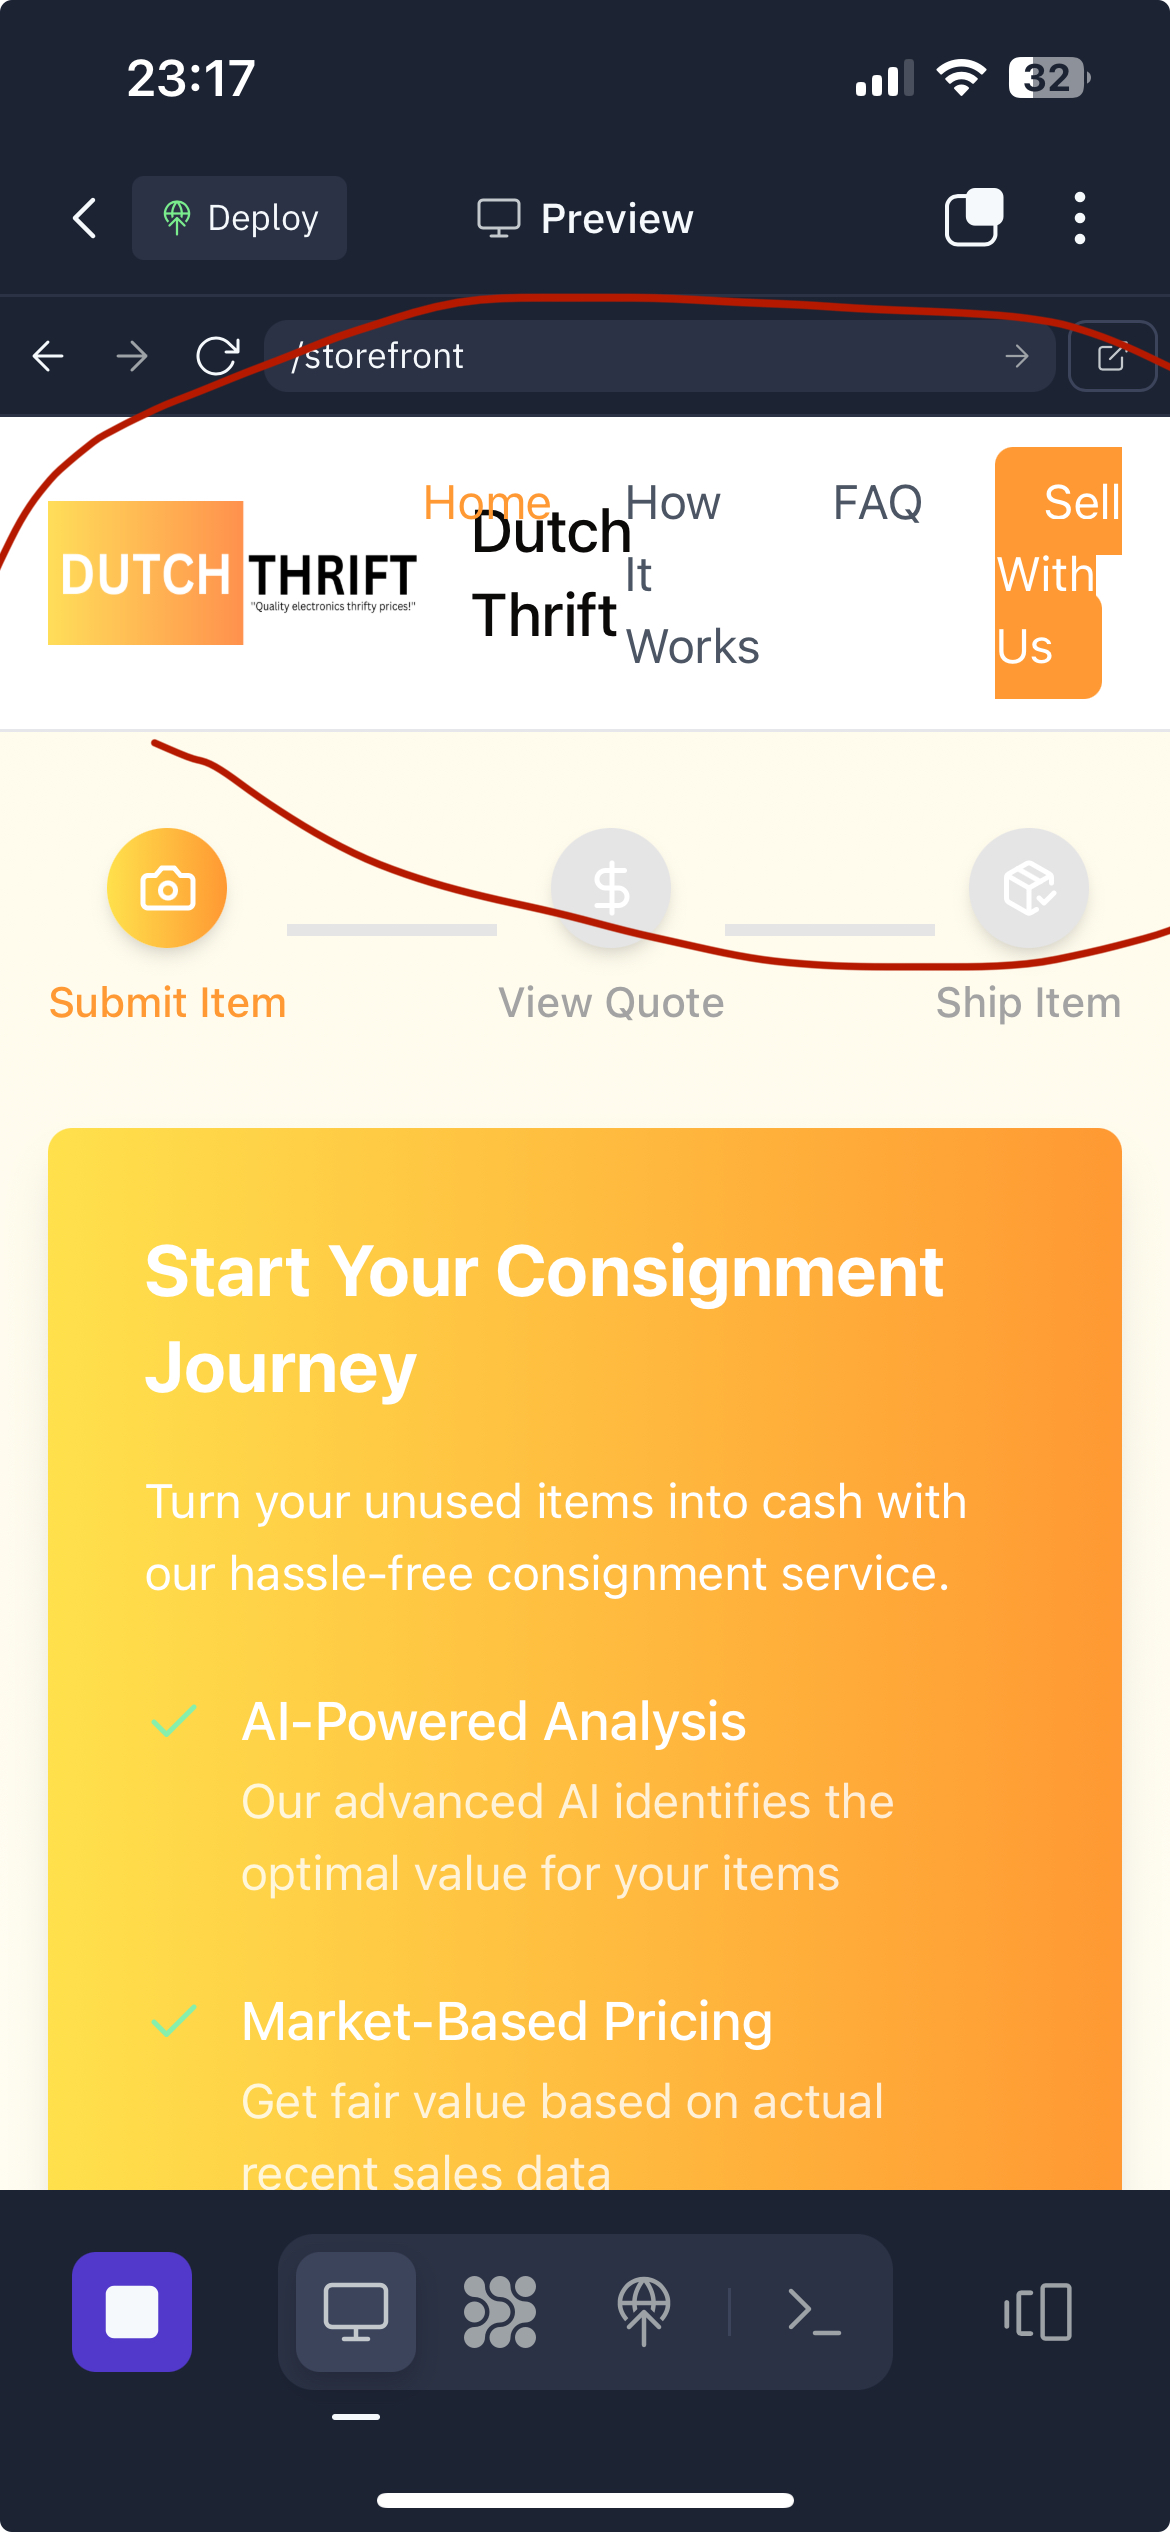 23:17
32
Deploy
Preview
/storefront
DUTCH THRIFT
"Quality electronics thrifty prices!"
Dutch
Thrift
Home
How
It
Works
FAQ
Sell
With
Us
Submit Item
View Quote
Ship Item
Start Your Consignment
Journey
Turn your unused items into cash with
our hassle-free consignment service.
AI-Powered Analysis
Our advanced AI identifies the
optimal value for your items
Market-Based Pricing
Get fair value based on actual
recent sales data